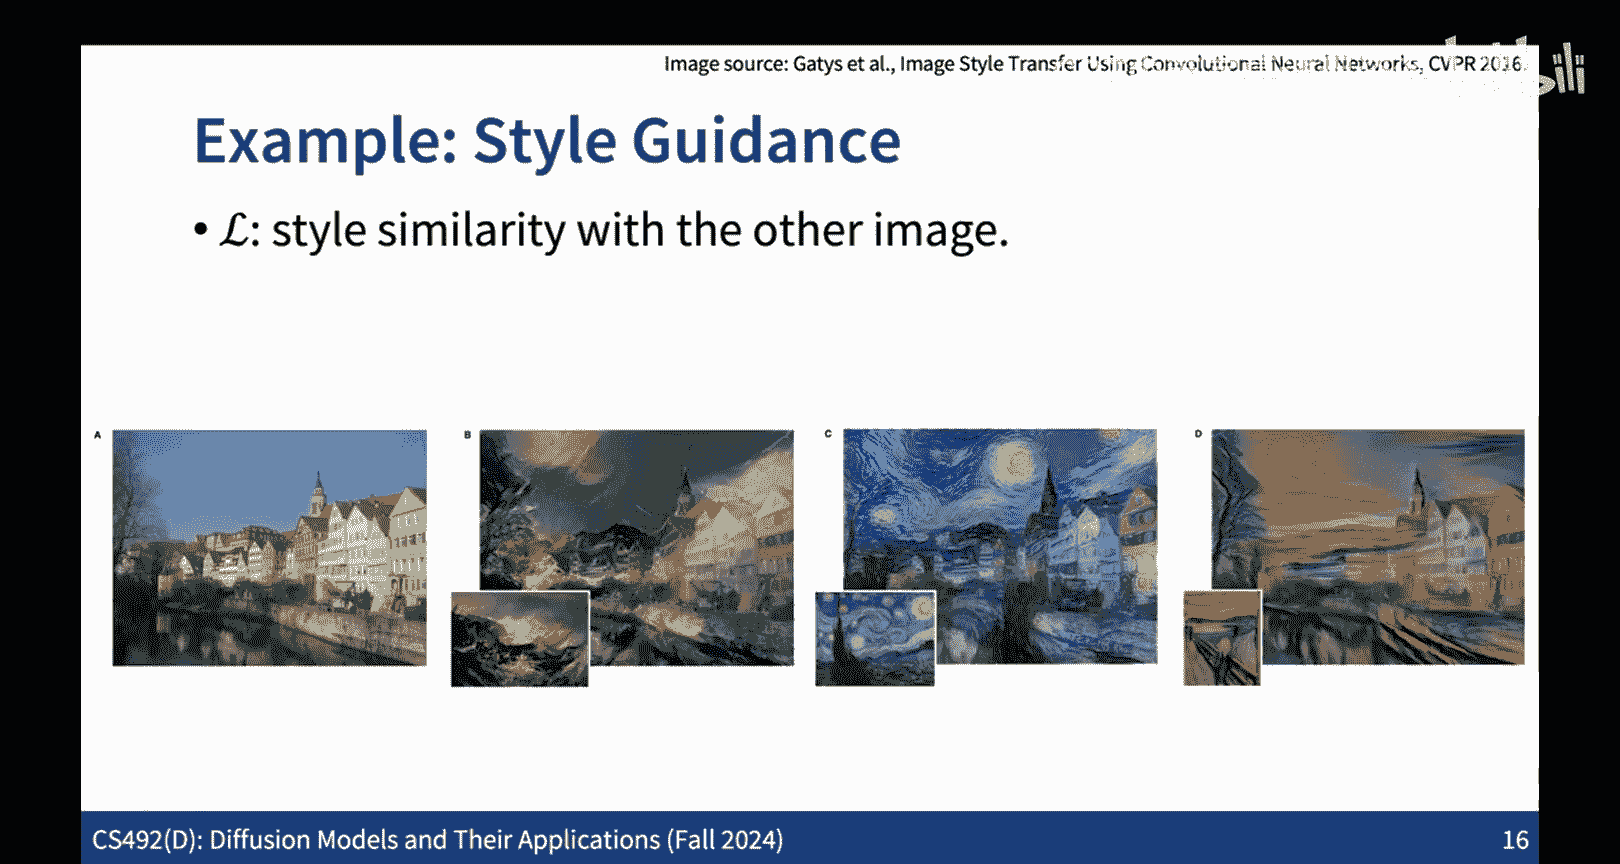 Image source: Gatys et al., Image Style Transfer Using Convolutional Neural Networks, CVPR 2016.
Example: Style Guidance
• ℒ: style similarity with the other image.
A
B
C
D
CS492(D): Diffusion Models and Their Applications (Fall 2024)
16